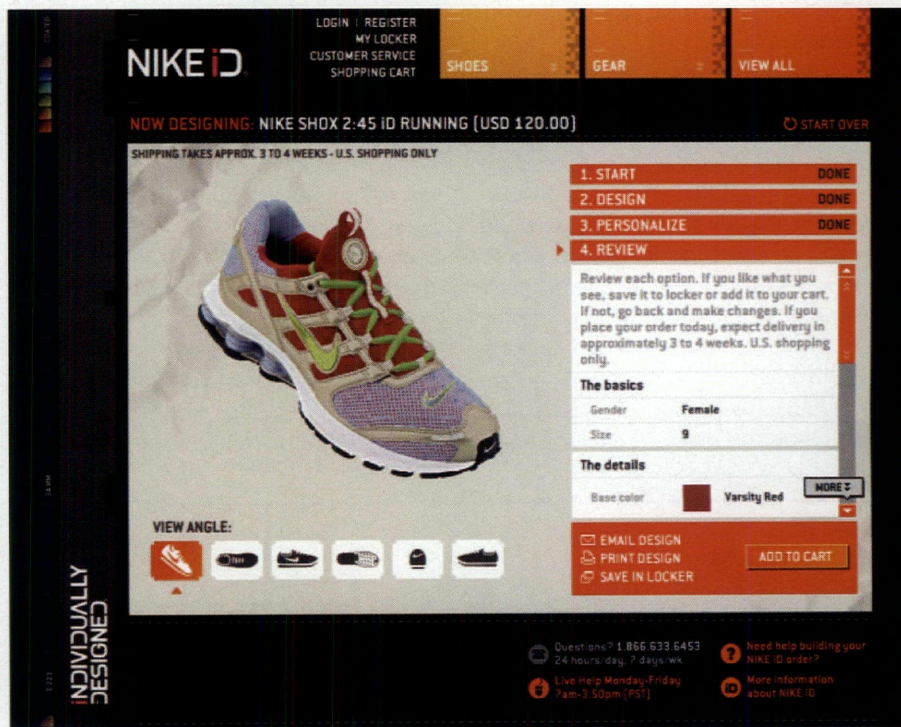 LOGIN | REGISTER
MY LOCKER
CUSTOMER SERVICE
SHOPPING CART
NIKE iD
SHOES
GEAR
VIEW ALL
NOW DESIGNING: NIKE SHOX 2:45 iD RUNNING (USD 120.00)
START OVER
SHIPPING TAKES APPROX. 3 TO 4 WEEKS - U.S. SHOPPING ONLY
1. START DONE
2. DESIGN DONE
3. PERSONALIZE DONE
4. REVIEW
Review each option. If you like what you
see, save it to locker or add it to your cart.
If not, go back and make changes. If you
place your order today, expect delivery in
approximately 3 to 4 weeks. U.S. shopping
only.
The basics
Gender Female
Size 9
The details
Base color Varsity Red
MORE
VIEW ANGLE:
EMAIL DESIGN
PRINT DESIGN
SAVE IN LOCKER
ADD TO CART
iNDIVIDUALLY
DESIGNED
Questions? 1.866.633.6453
24 hours/day, 7 days/wk
Live Help Monday-Friday
7am-3.50pm (PST)
Need help building your
NIKE iD order?
More information
about NIKE iD
COATED